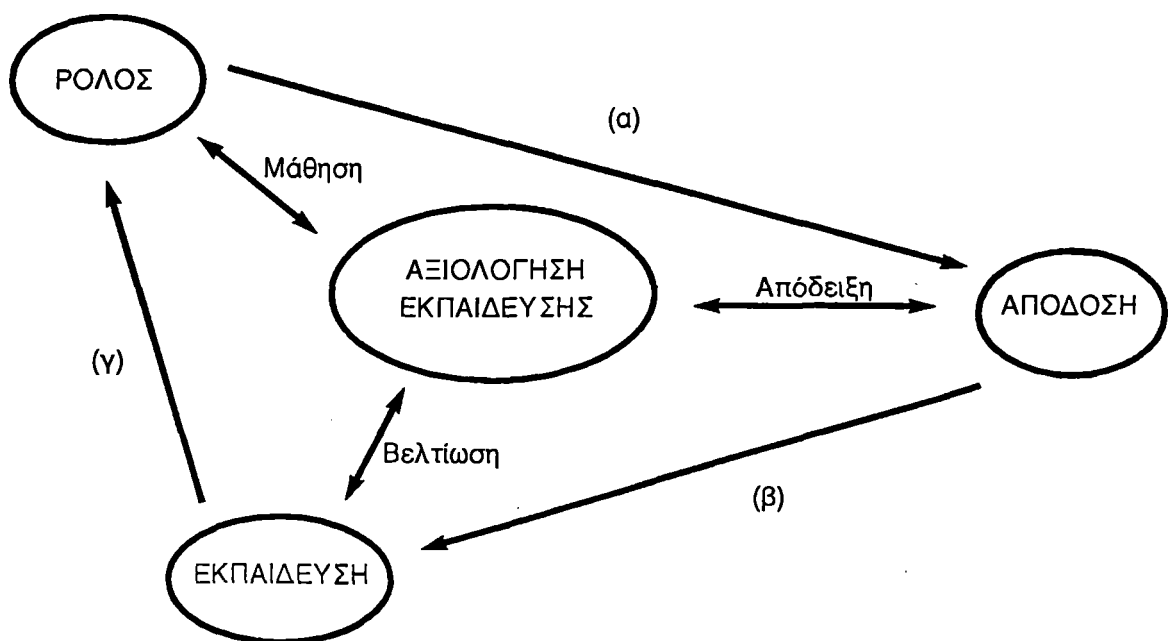 ΡΟΛΟΣ
(α)
Μάθηση
ΑΞΙΟΛΟΓΗΣΗ
ΕΚΠΑΙΔΕΥΣΗΣ
Απόδειξη
ΑΠΟΔΟΣΗ
(γ)
Βελτίωση
(β)
ΕΚΠΑΙΔΕΥΣΗ